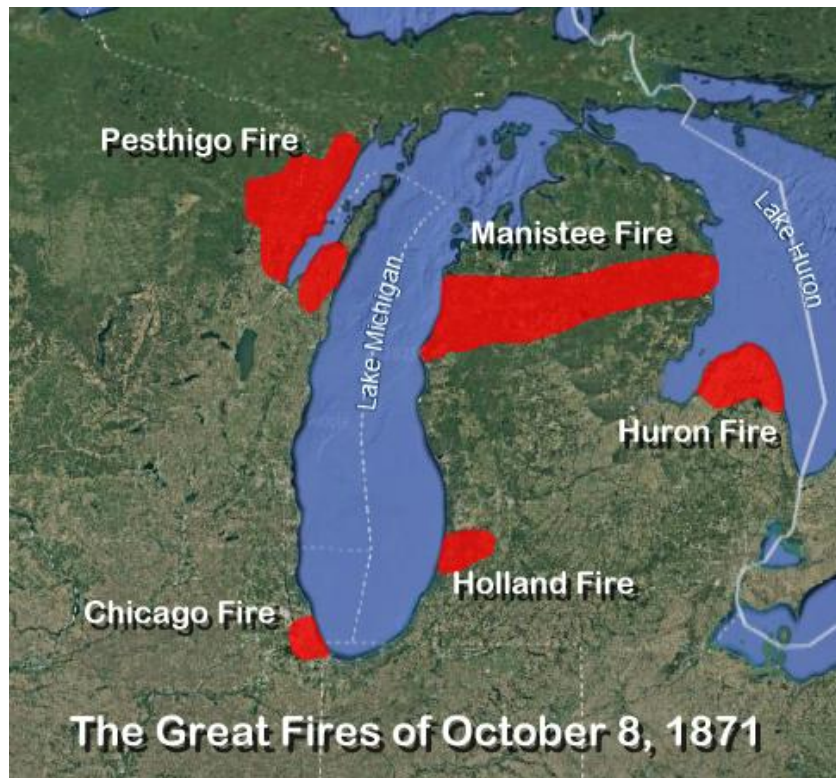 Pesthigo Fire
Manistee Fire
Lake Huron
Lake Michigan
Huron Fire
Holland Fire
Chicago Fire
The Great Fires of October 8, 1871